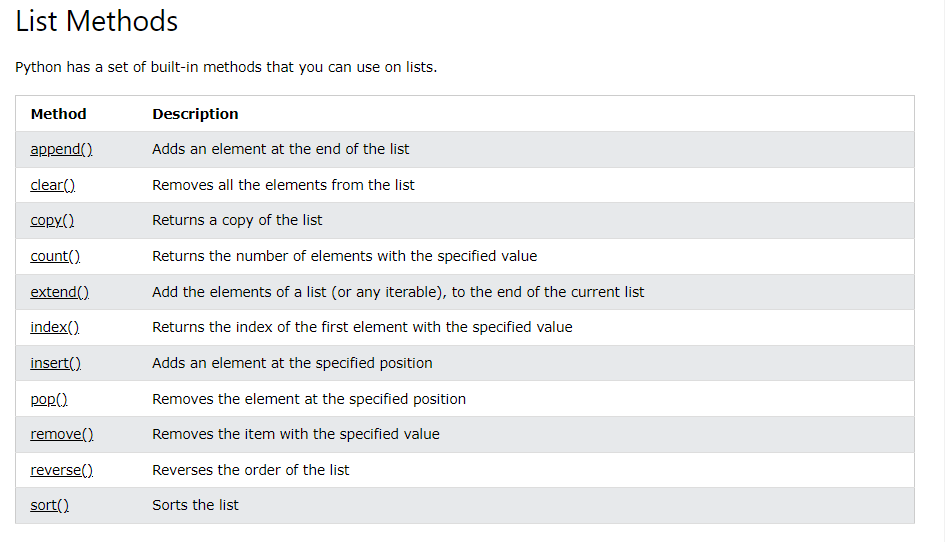 List Methods
Python has a set of built-in methods that you can use on lists.
Method Description
append() Adds an element at the end of the list
clear() Removes all the elements from the list
copy() Returns a copy of the list
count() Returns the number of elements with the specified value
extend() Add the elements of a list (or any iterable), to the end of the current list
index() Returns the index of the first element with the specified value
insert() Adds an element at the specified position
pop() Removes the element at the specified position
remove() Removes the item with the specified value
reverse() Reverses the order of the list
sort() Sorts the list